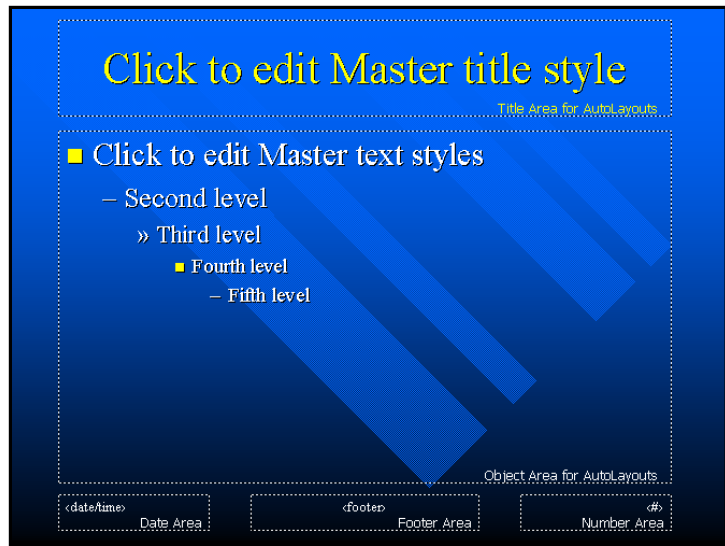 Click to edit Master title style
Title Area for AutoLayouts
Click to edit Master text styles
– Second level
» Third level
Fourth level
– Fifth level
Object Area for AutoLayouts
<date/time>
Date Area
<footer>
Footer Area
<#>
Number Area